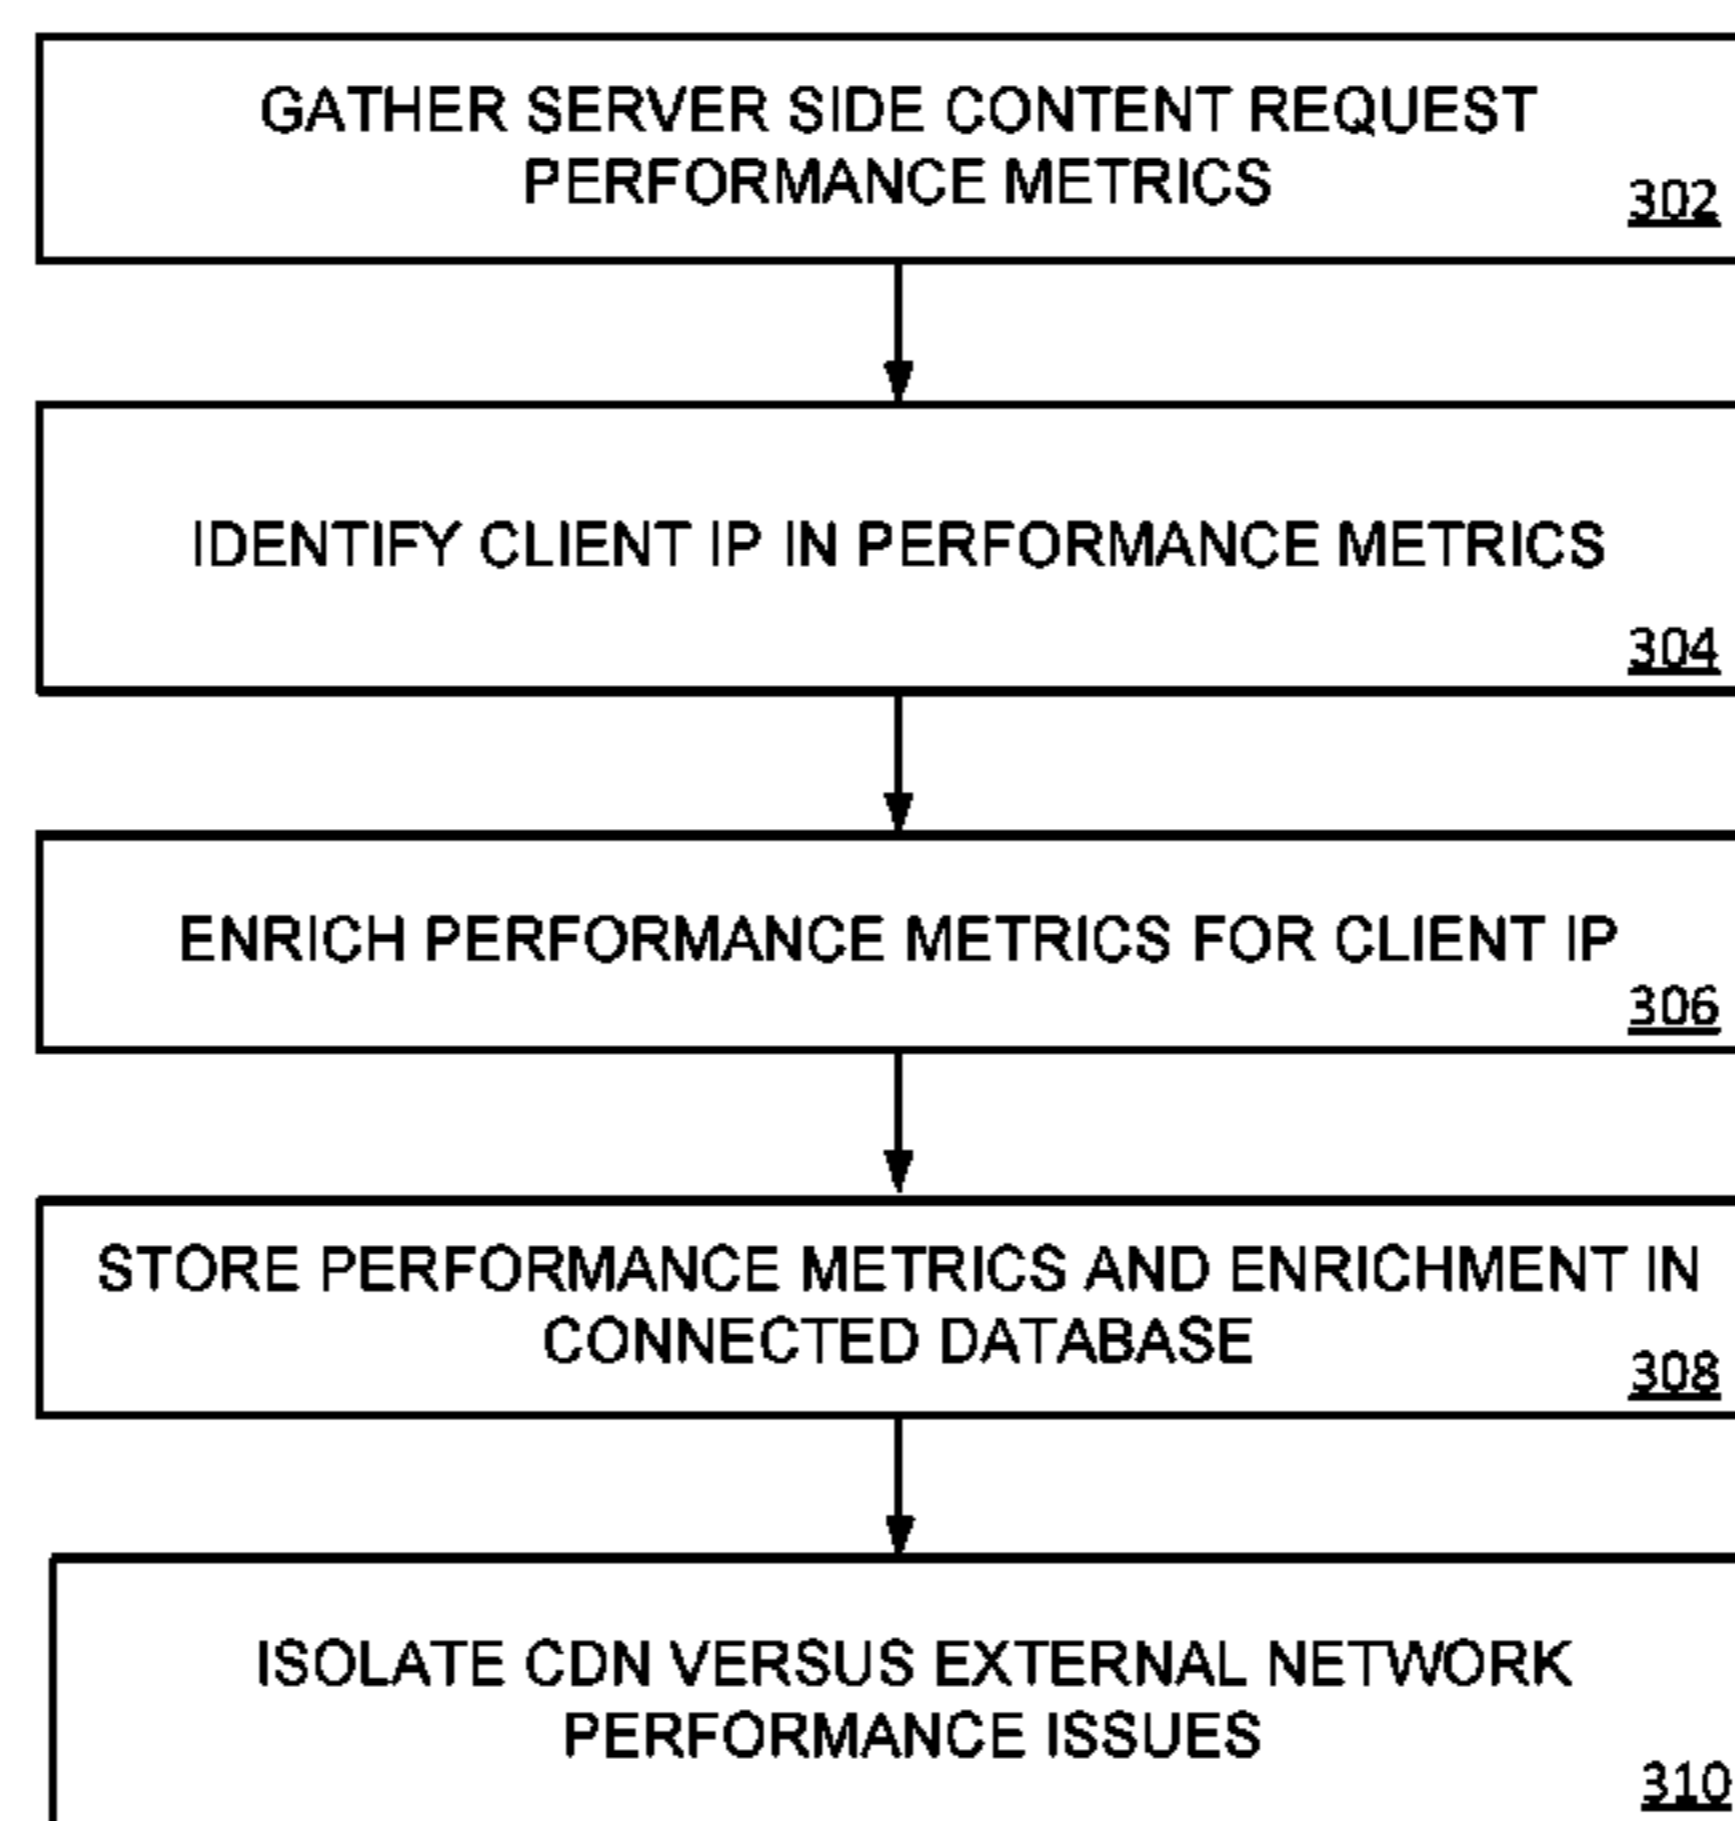 GATHER SERVER SIDE CONTENT REQUEST
PERFORMANCE METRICS
302
IDENTIFY CLIENT IP IN PERFORMANCE METRICS
304
ENRICH PERFORMANCE METRICS FOR CLIENT IP
306
STORE PERFORMANCE METRICS AND ENRICHMENT IN
CONNECTED DATABASE
308
ISOLATE CDN VERSUS EXTERNAL NETWORK
PERFORMANCE ISSUES
310